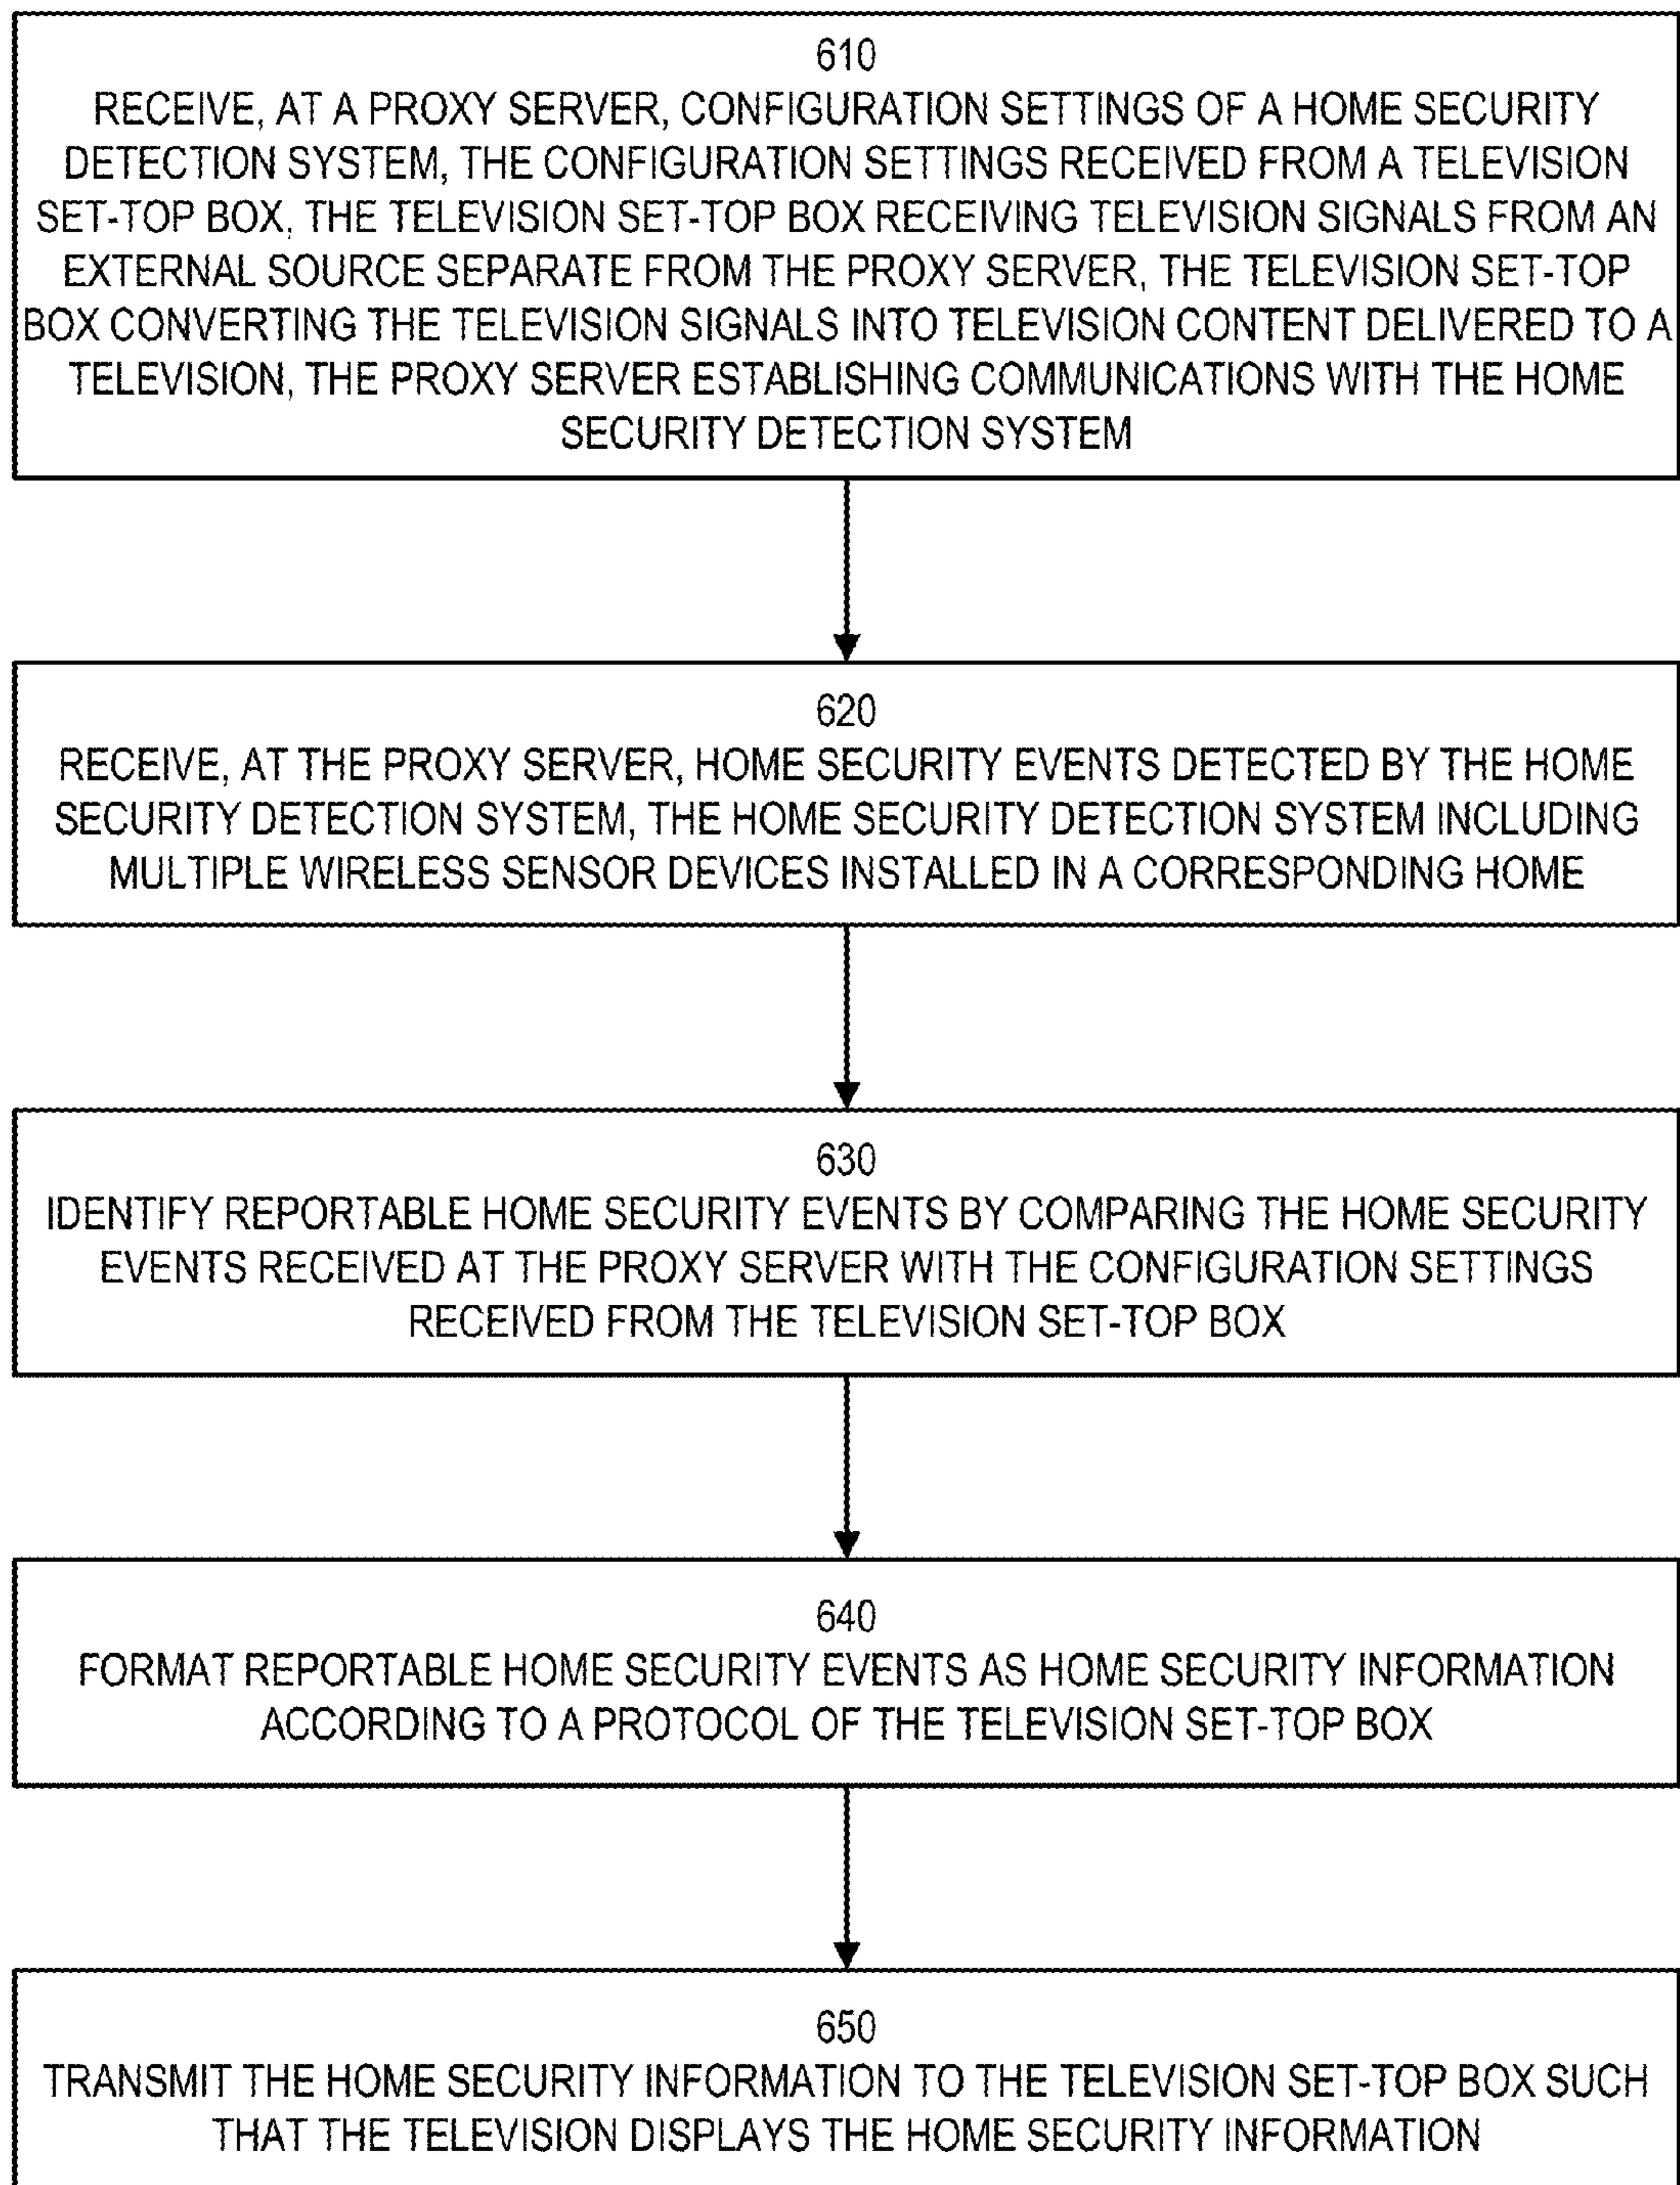 610
RECEIVE, AT A PROXY SERVER, CONFIGURATION SETTINGS OF A HOME SECURITY
DETECTION SYSTEM, THE CONFIGURATION SETTINGS RECEIVED FROM A TELEVISION
SET-TOP BOX, THE TELEVISION SET-TOP BOX RECEIVING TELEVISION SIGNALS FROM AN
EXTERNAL SOURCE SEPARATE FROM THE PROXY SERVER, THE TELEVISION SET-TOP
BOX CONVERTING THE TELEVISION SIGNALS INTO TELEVISION CONTENT DELIVERED TO A
TELEVISION, THE PROXY SERVER ESTABLISHING COMMUNICATIONS WITH THE HOME
SECURITY DETECTION SYSTEM
620
RECEIVE, AT THE PROXY SERVER, HOME SECURITY EVENTS DETECTED BY THE HOME
SECURITY DETECTION SYSTEM, THE HOME SECURITY DETECTION SYSTEM INCLUDING
MULTIPLE WIRELESS SENSOR DEVICES INSTALLED IN A CORRESPONDING HOME
630
IDENTIFY REPORTABLE HOME SECURITY EVENTS BY COMPARING THE HOME SECURITY
EVENTS RECEIVED AT THE PROXY SERVER WITH THE CONFIGURATION SETTINGS
RECEIVED FROM THE TELEVISION SET-TOP BOX
640
FORMAT REPORTABLE HOME SECURITY EVENTS AS HOME SECURITY INFORMATION
ACCORDING TO A PROTOCOL OF THE TELEVISION SET-TOP BOX
650
TRANSMIT THE HOME SECURITY INFORMATION TO THE TELEVISION SET-TOP BOX SUCH
THAT THE TELEVISION DISPLAYS THE HOME SECURITY INFORMATION